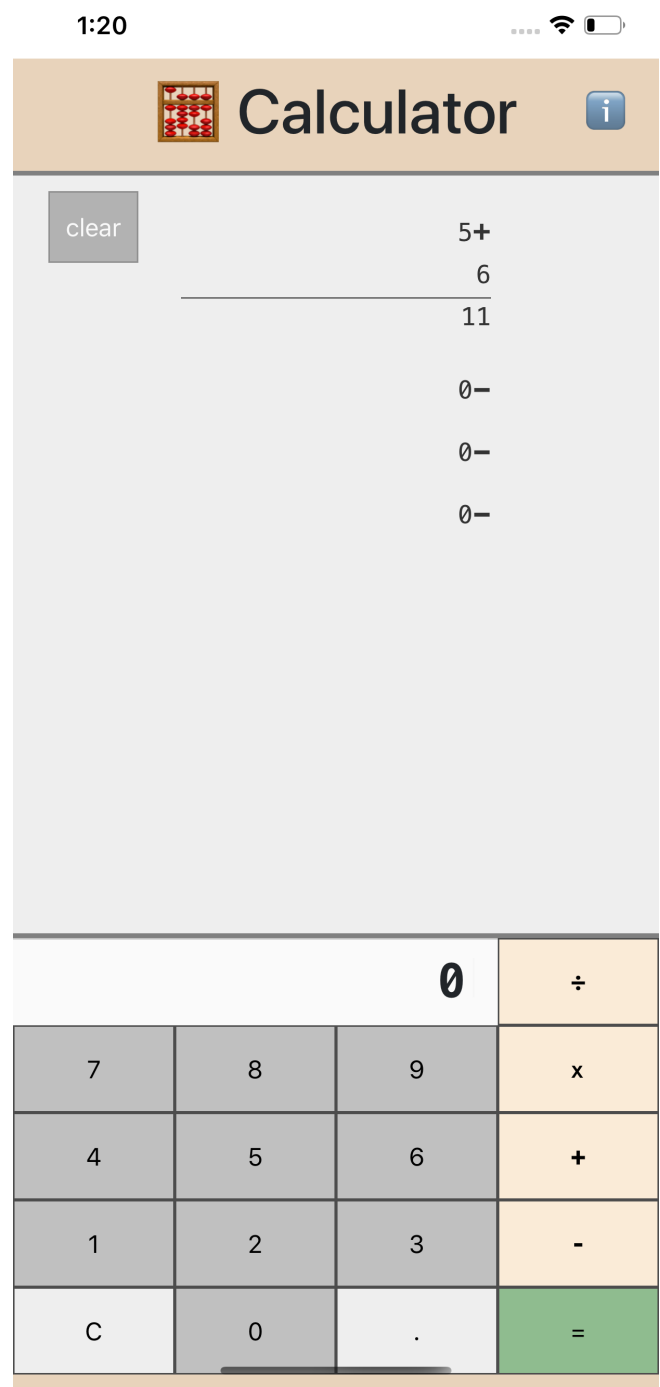 1:20
Calculator
i
clear
5+
6
11
0−
0−
0−
0
÷
7 8 9 x
4 5 6 +
1 2 3 -
C 0 . =